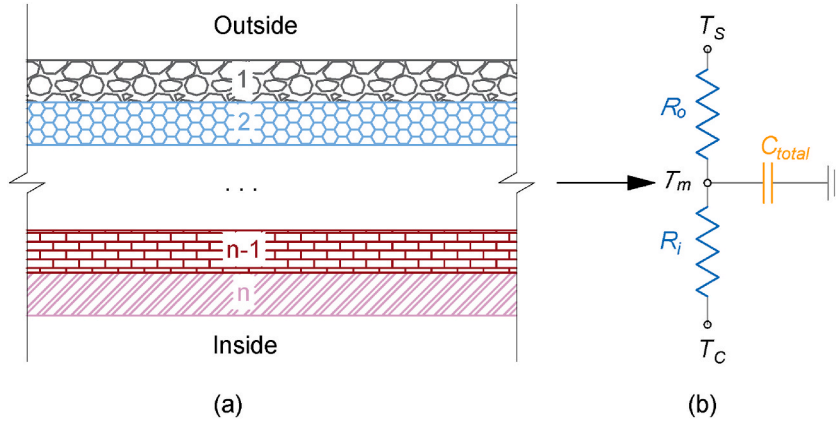 Outside
1
2
. . .
n-1
n
Inside
(a)
T_S
R_o
C_total
T_m
R_i
T_C
(b)